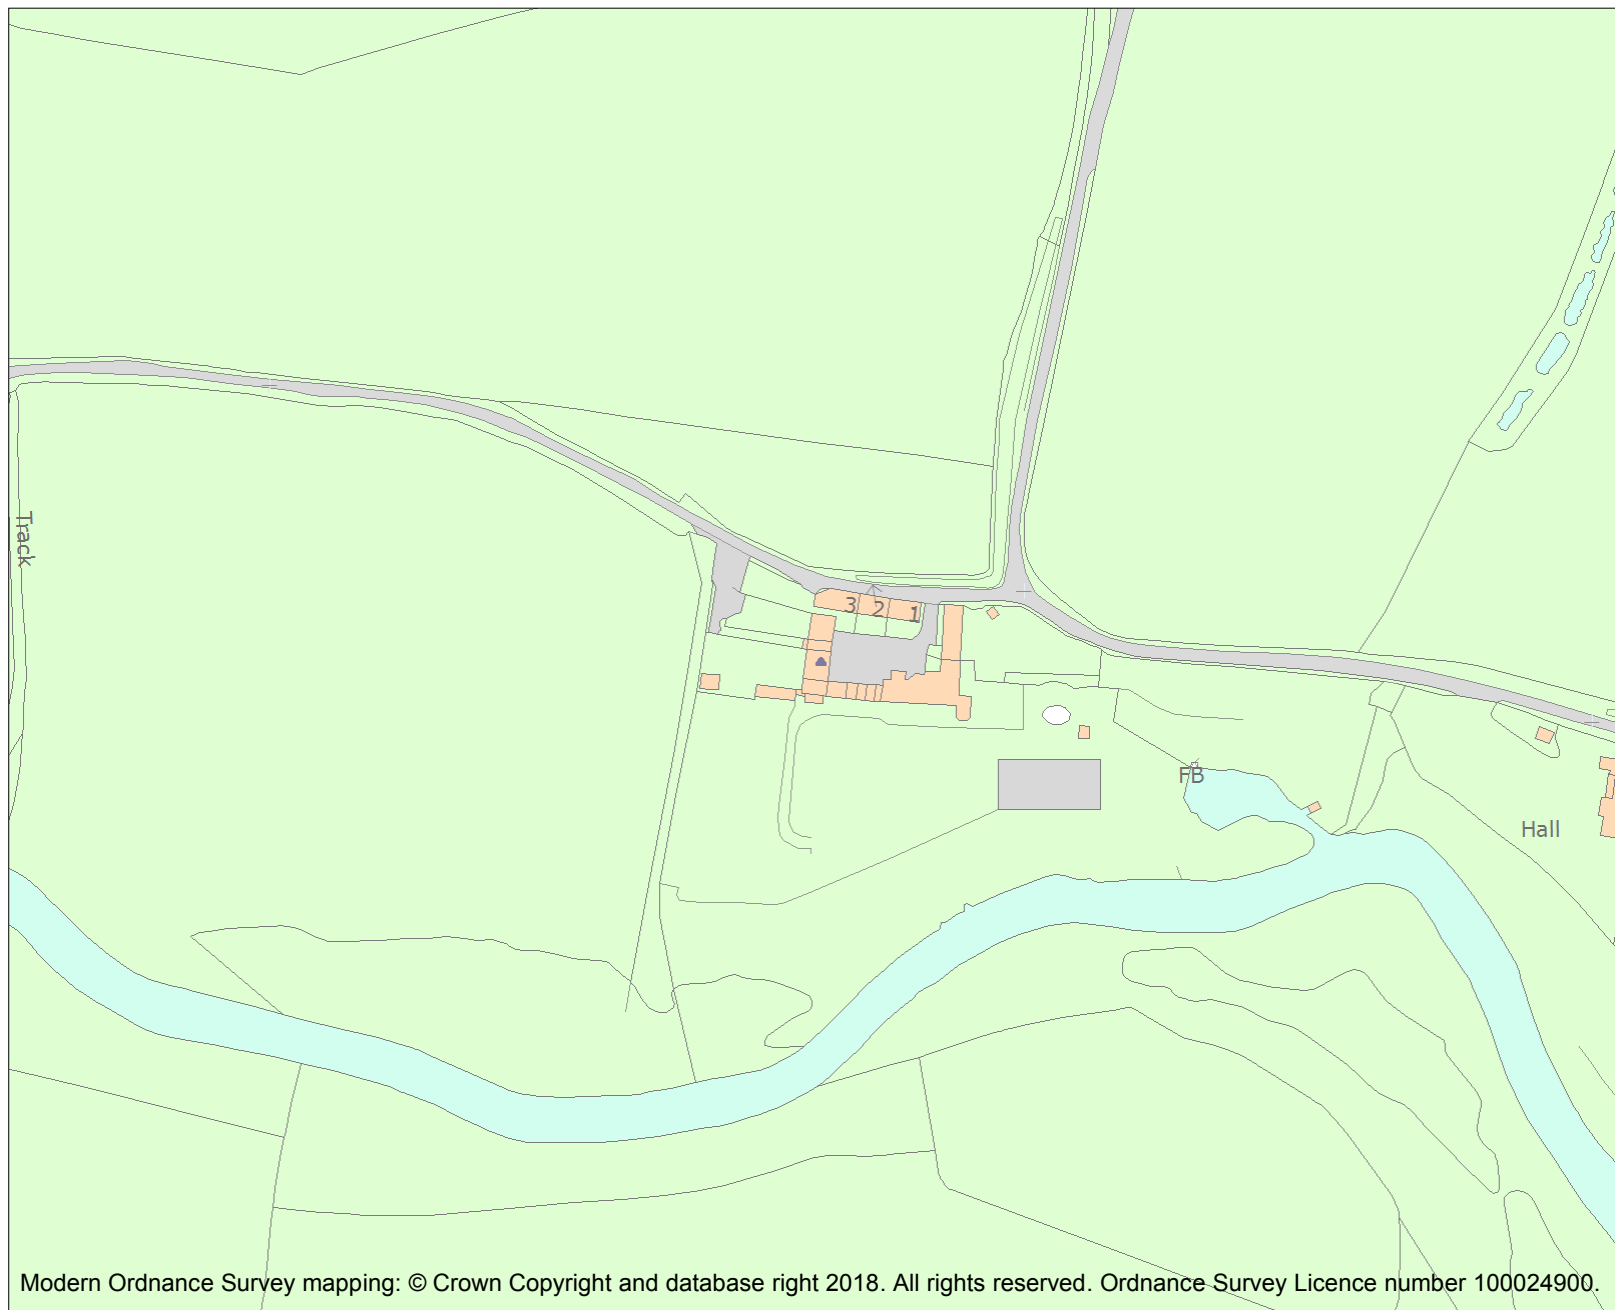 Track
3 2 1
FB
Hall
Modern Ordnance Survey mapping: © Crown Copyright and database right 2018. All rights reserved. Ordnance Survey Licence number 100024900.